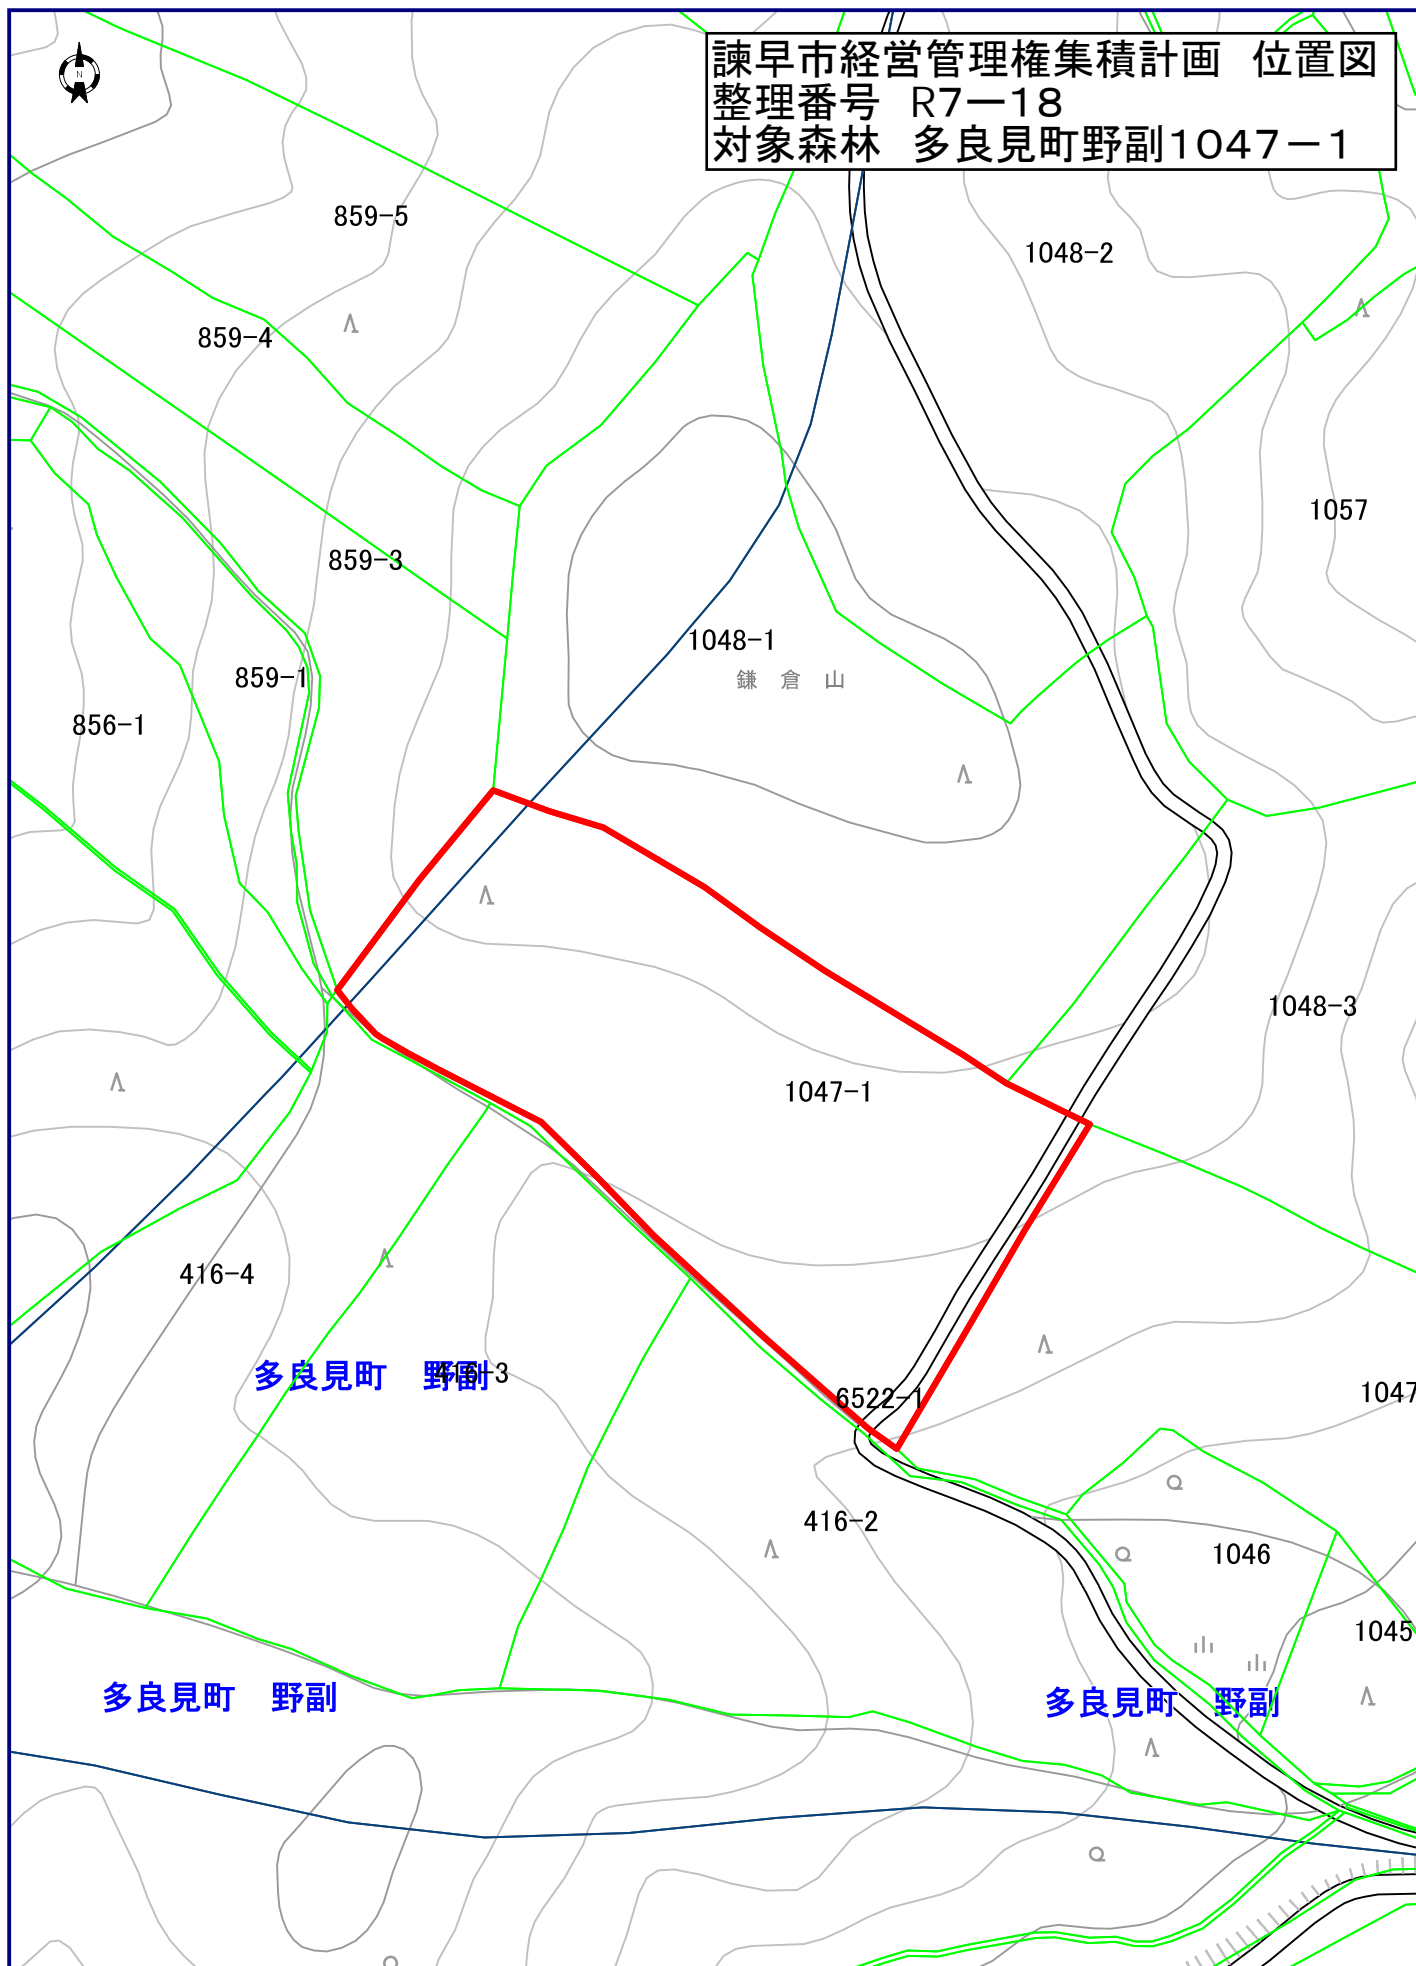 諫早市経営管理権集積計画　位置図
整理番号　R7ー18
対象森林　多良見町野副1047－1
N
859-5
1048-2
859-4
1057
859-3
1048-1
鎌倉山
859-1
856-1
1048-3
1047-1
416-4
多良見町　野副
416-3
6522-1
1047
416-2
1046
1045
多良見町　野副
多良見町　野副